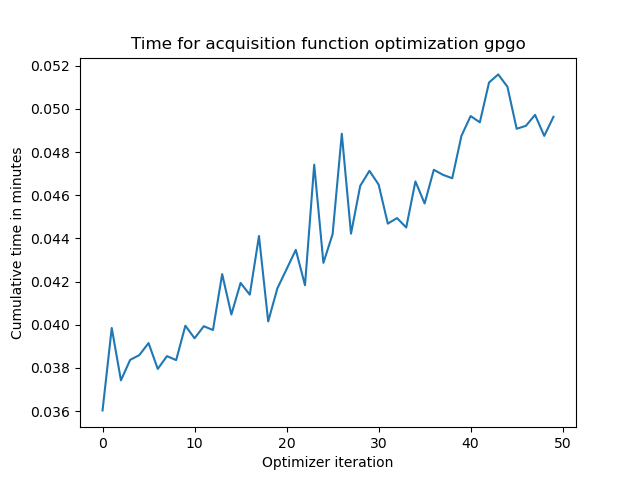 Time for acquisition function optimization gpgo
0.052
0.050
0.048
0.046
0.044
0.042
0.040
0.038
0.036
Cumulative time in minutes
0 10 20 30 40 50
Optimizer iteration